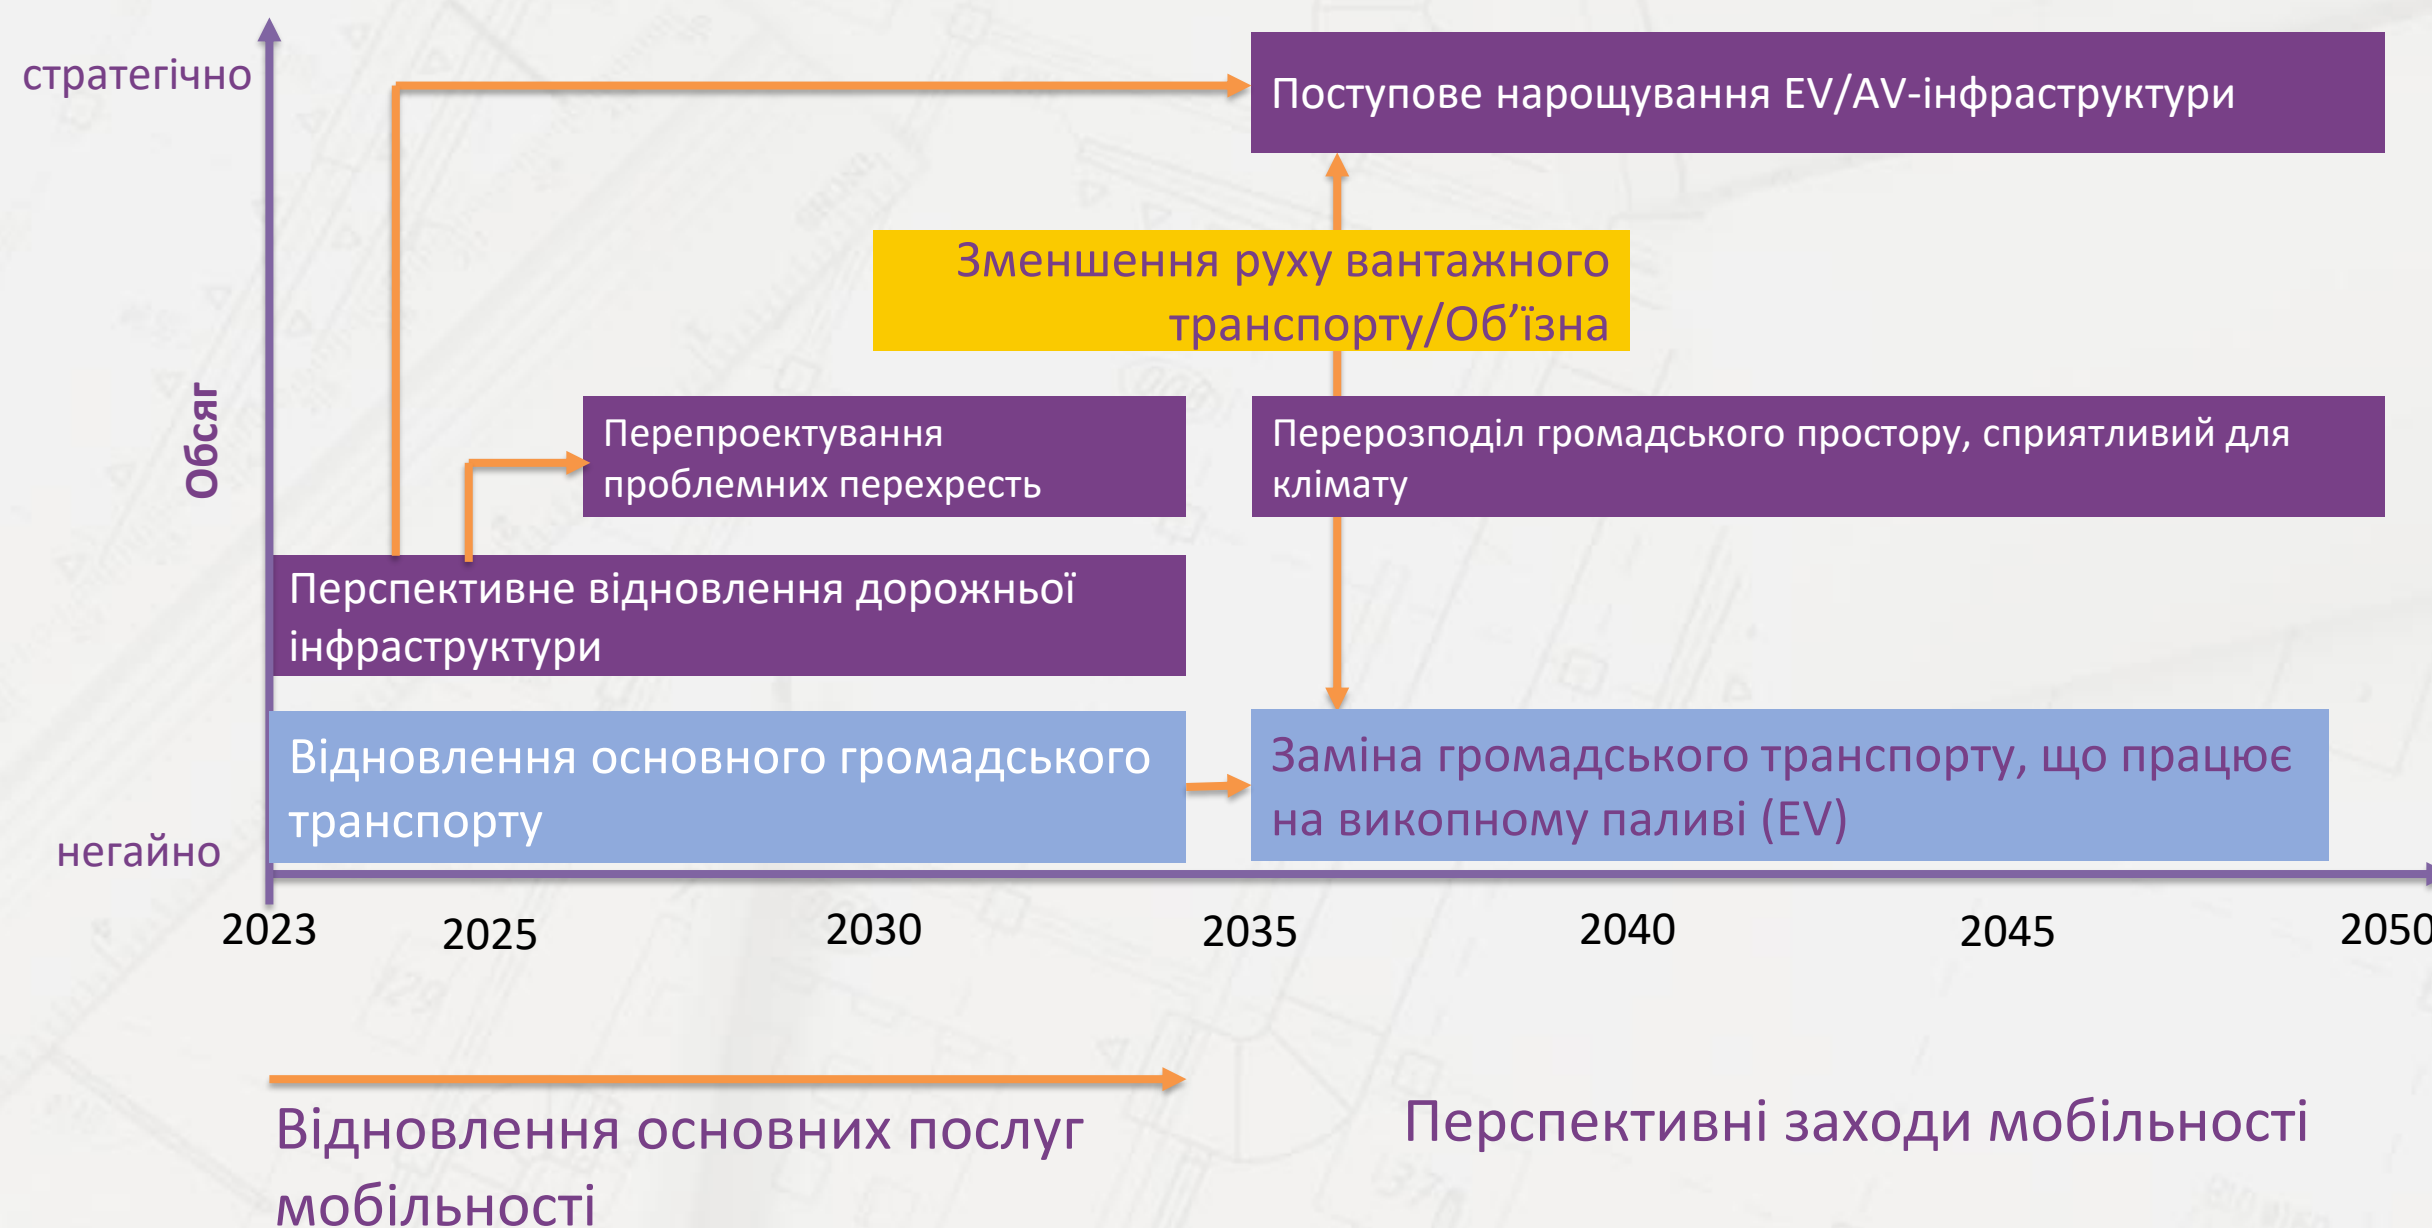 стратегічно
Поступове нарощування EV/AV-інфраструктури
Зменшення руху вантажного
транспорту/Об’їзна
Обсяг
Перепроектування
проблемних перехресть
Перерозподіл громадського простору, сприятливий для
клімату
Перспективне відновлення дорожньої
інфраструктури
Відновлення основного громадського
транспорту
Заміна громадського транспорту, що працює
на викопному паливі (EV)
негайно
2023
2025
2030
2035
2040
2045
2050
Відновлення основних послуг
мобільності
Перспективні заходи мобільності